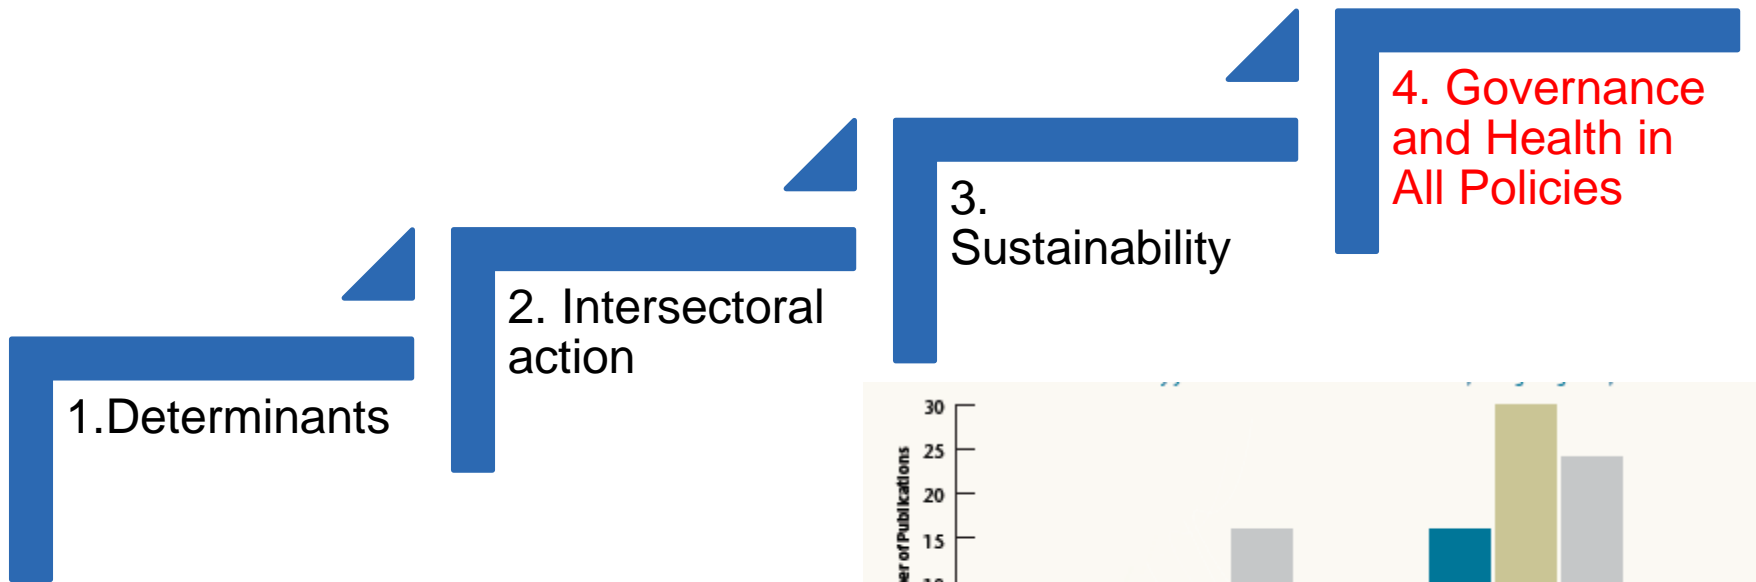 4. Governance
and Health in
All Policies
3.
Sustainability
2. Intersectoral
action
1.Determinants
30
25
20
15
of Publications